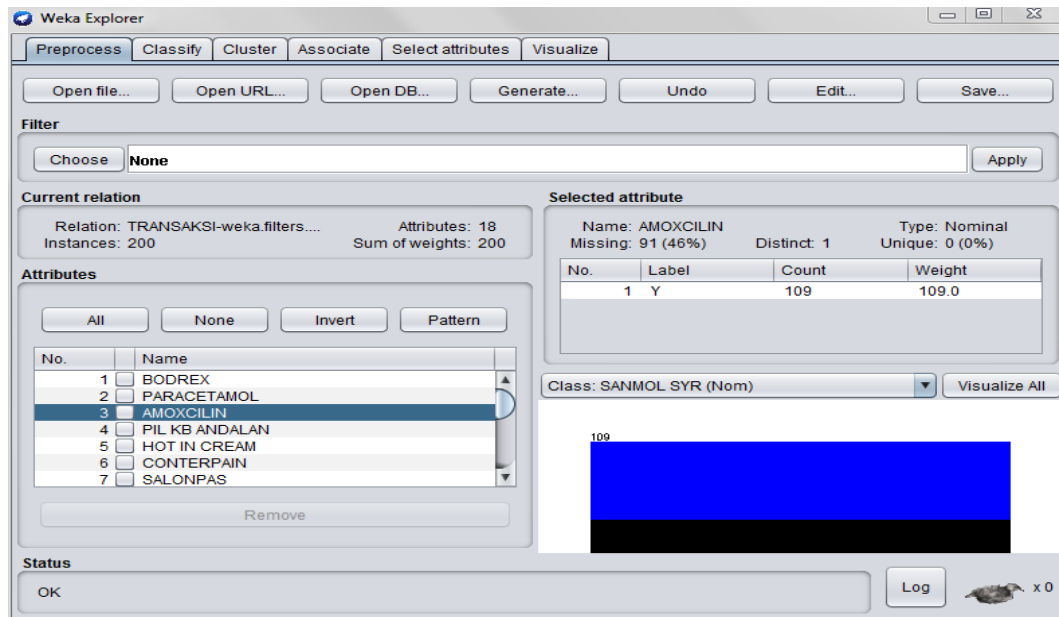 Weka Explorer
Preprocess Classify Cluster Associate Select attributes Visualize
Open file... Open URL... Open DB... Generate... Undo Edit... Save...
Filter
Choose None Apply
Current relation
Relation: TRANSAKSI-weka.filters.... Attributes: 18
Instances: 200 Sum of weights: 200
Attributes
All None Invert Pattern
No. Name
1 BODREX
2 PARACETAMOL
3 AMOXCILIN
4 PIL KB ANDALAN
5 HOT IN CREAM
6 CONTERPAIN
7 SALONPAS
Remove
Selected attribute
Name: AMOXCILIN Type: Nominal
Missing: 91 (46%) Distinct: 1 Unique: 0 (0%)
No. Label Count Weight
1 Y 109 109.0
Class: SANMOL SYR (Nom) Visualize All
109
Status
OK Log x 0